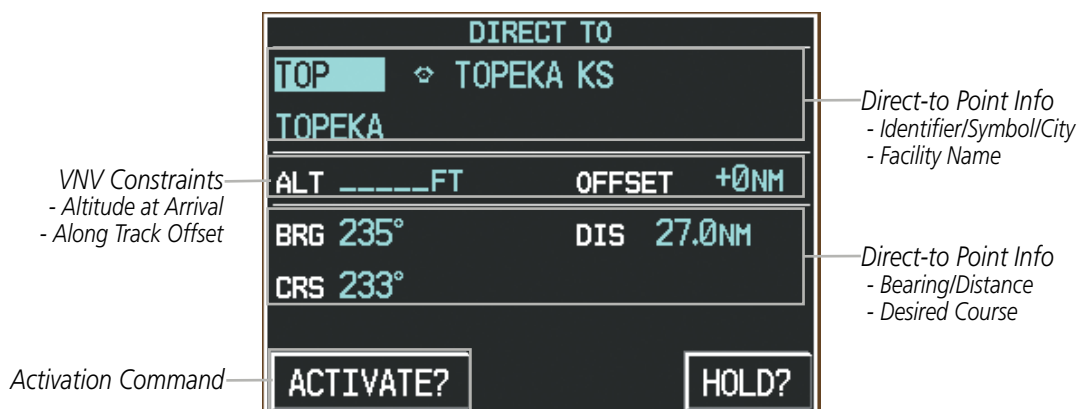 DIRECT TO
TOP TOPEKA KS
TOPEKA
Direct-to Point Info
- Identifier/Symbol/City
- Facility Name
VNV Constraints
- Altitude at Arrival
- Along Track Offset
ALT _____FT OFFSET +0NM
BRG 235° DIS 27.0NM
CRS 233°
Direct-to Point Info
- Bearing/Distance
- Desired Course
Activation Command
ACTIVATE? HOLD?